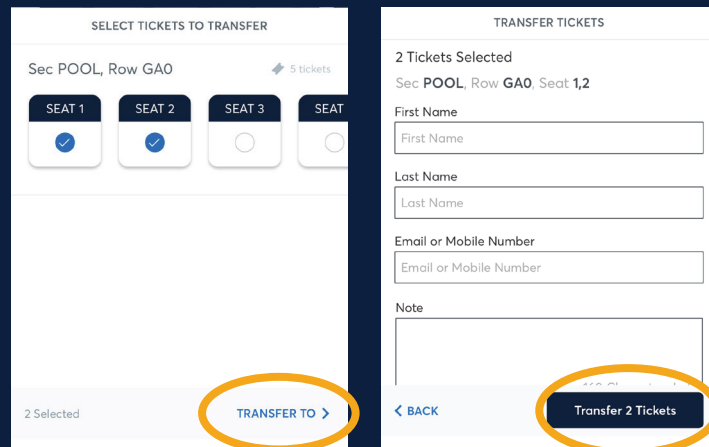 SELECT TICKETS TO TRANSFER
Sec POOL, Row GA0
5 tickets
SEAT 1
SEAT 2
SEAT 3
SEAT
2 Selected
TRANSFER TO >
TRANSFER TICKETS
2 Tickets Selected
Sec POOL, Row GA0, Seat 1,2
First Name
First Name
Last Name
Last Name
Email or Mobile Number
Email or Mobile Number
Note
< BACK
Transfer 2 Tickets